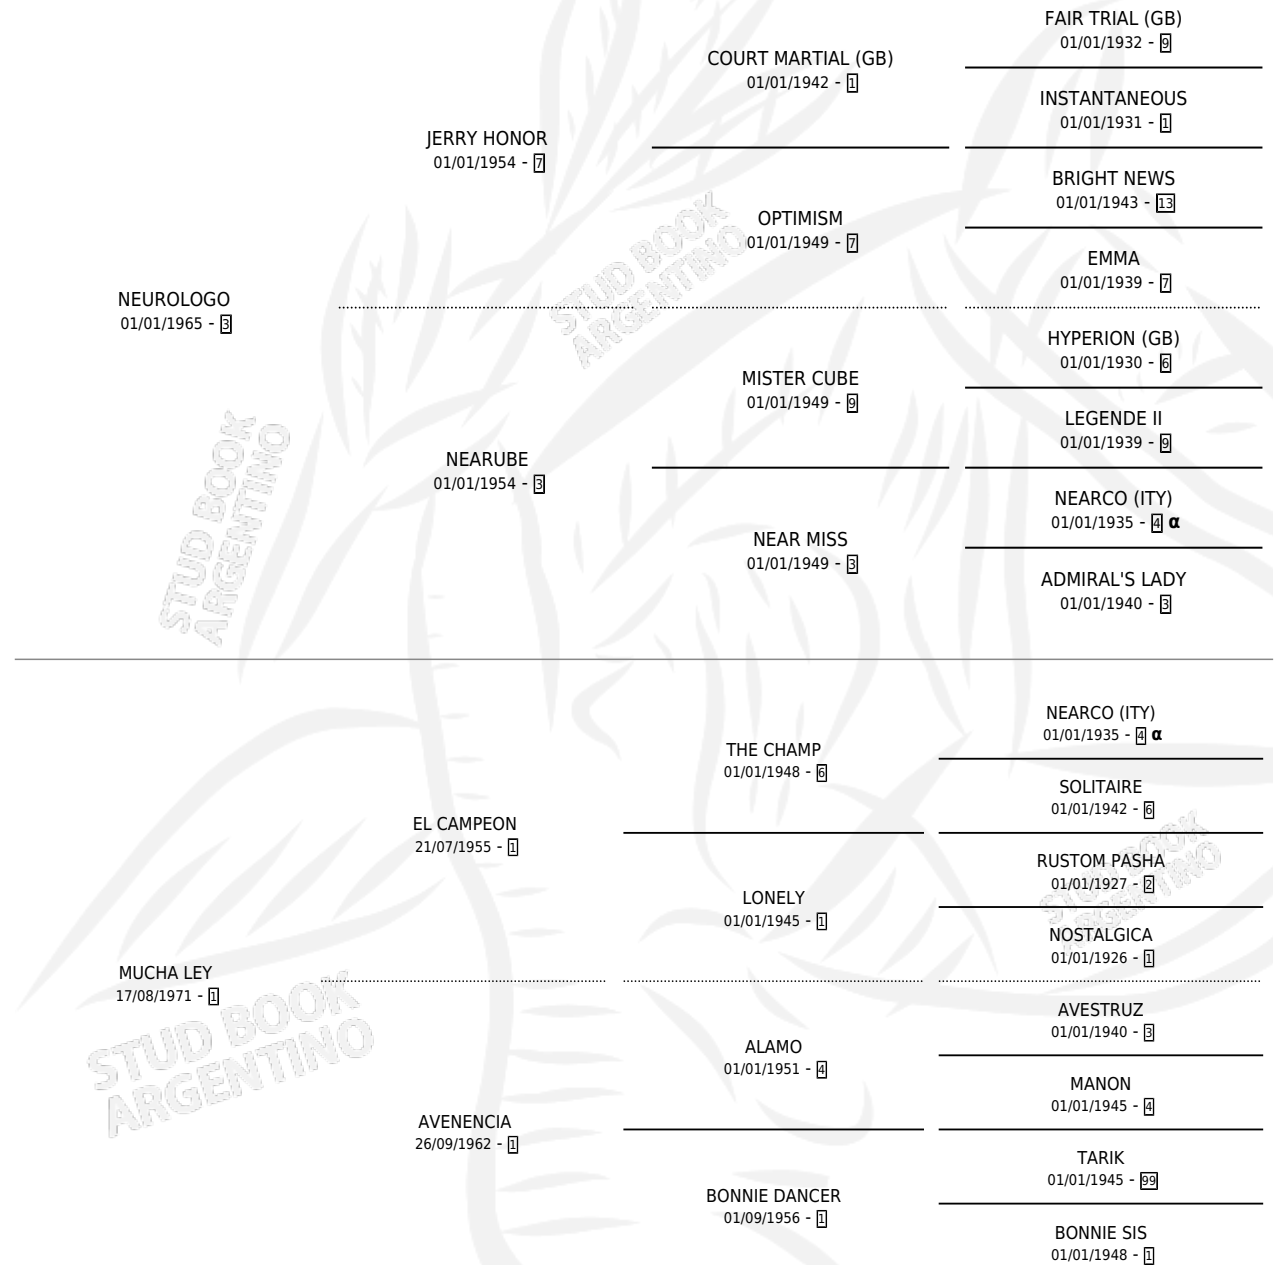 FAIR TRIAL (GB)
01/01/1932 - 9
COURT MARTIAL (GB)
01/01/1942 - 1
INSTANTANEOUS
01/01/1931 - 1
JERRY HONOR
01/01/1954 - 7
BRIGHT NEWS
01/01/1943 - 13
OPTIMISM
01/01/1949 - 7
EMMA
01/01/1939 - 7
NEUROLOGO
01/01/1965 - 3
HYPERION (GB)
01/01/1930 - 6
MISTER CUBE
01/01/1949 - 9
LEGENDE II
01/01/1939 - 9
NEARUBE
01/01/1954 - 3
NEARCO (ITY)
01/01/1935 - 4 α
NEAR MISS
01/01/1949 - 3
ADMIRAL'S LADY
01/01/1940 - 3
NEARCO (ITY)
01/01/1935 - 4 α
THE CHAMP
01/01/1948 - 6
SOLITAIRE
01/01/1942 - 6
EL CAMPEON
21/07/1955 - 1
RUSTOM PASHA
01/01/1927 - 2
LONELY
01/01/1945 - 1
NOSTALGICA
01/01/1926 - 1
MUCHA LEY
17/08/1971 - 1
AVESTRUZ
01/01/1940 - 3
ALAMO
01/01/1951 - 4
MANON
01/01/1945 - 4
AVENENCIA
26/09/1962 - 1
TARIK
01/01/1945 - 99
BONNIE DANCER
01/09/1956 - 1
BONNIE SIS
01/01/1948 - 1
STUD BOOK
ARGENTINO
STUD BOOK
ARGENTINO
STUD BOOK
ARGENTINO
STUD BOOK
ARGENTINO